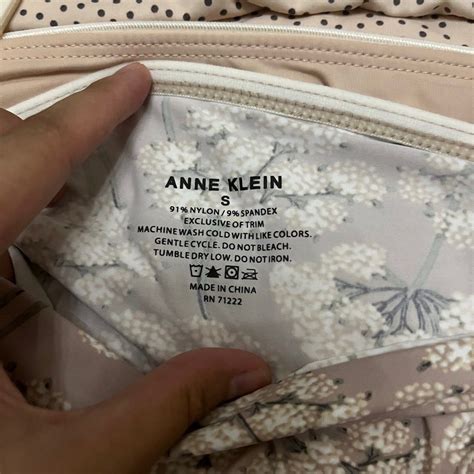 ANNE KLEIN
S
91% NYLON / 9% SPANDEX
EXCLUSIVE OF TRIM
MACHINE WASH COLD WITH LIKE COLORS.
GENTLE CYCLE. DO NOT BLEACH.
TUMBLE DRY LOW. DO NOT IRON.
MADE IN CHINA
RN 71222